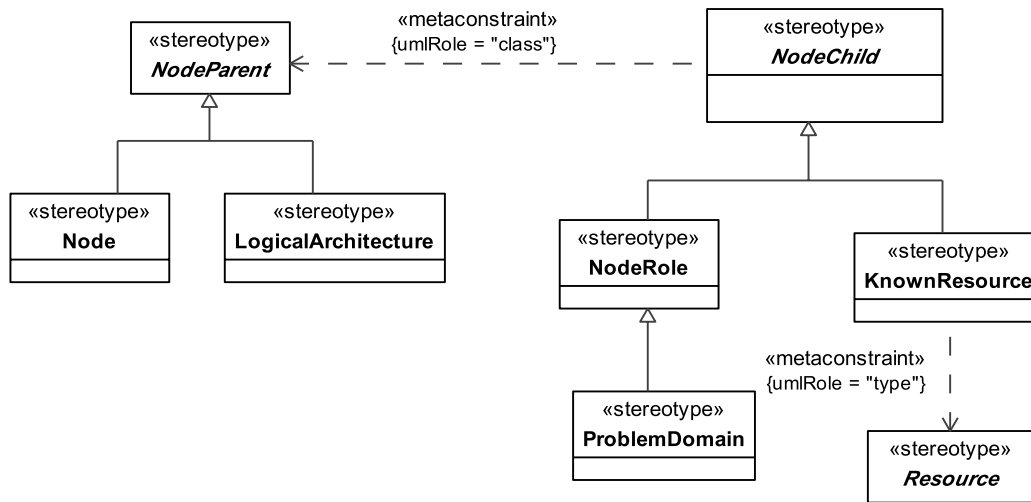 «stereotype»
NodeParent
«metaconstraint»
{umlRole = "class"}
«stereotype»
NodeChild
«stereotype»
Node
«stereotype»
LogicalArchitecture
«stereotype»
NodeRole
«stereotype»
KnownResource
«metaconstraint»
{umlRole = "type"}
«stereotype»
ProblemDomain
«stereotype»
Resource